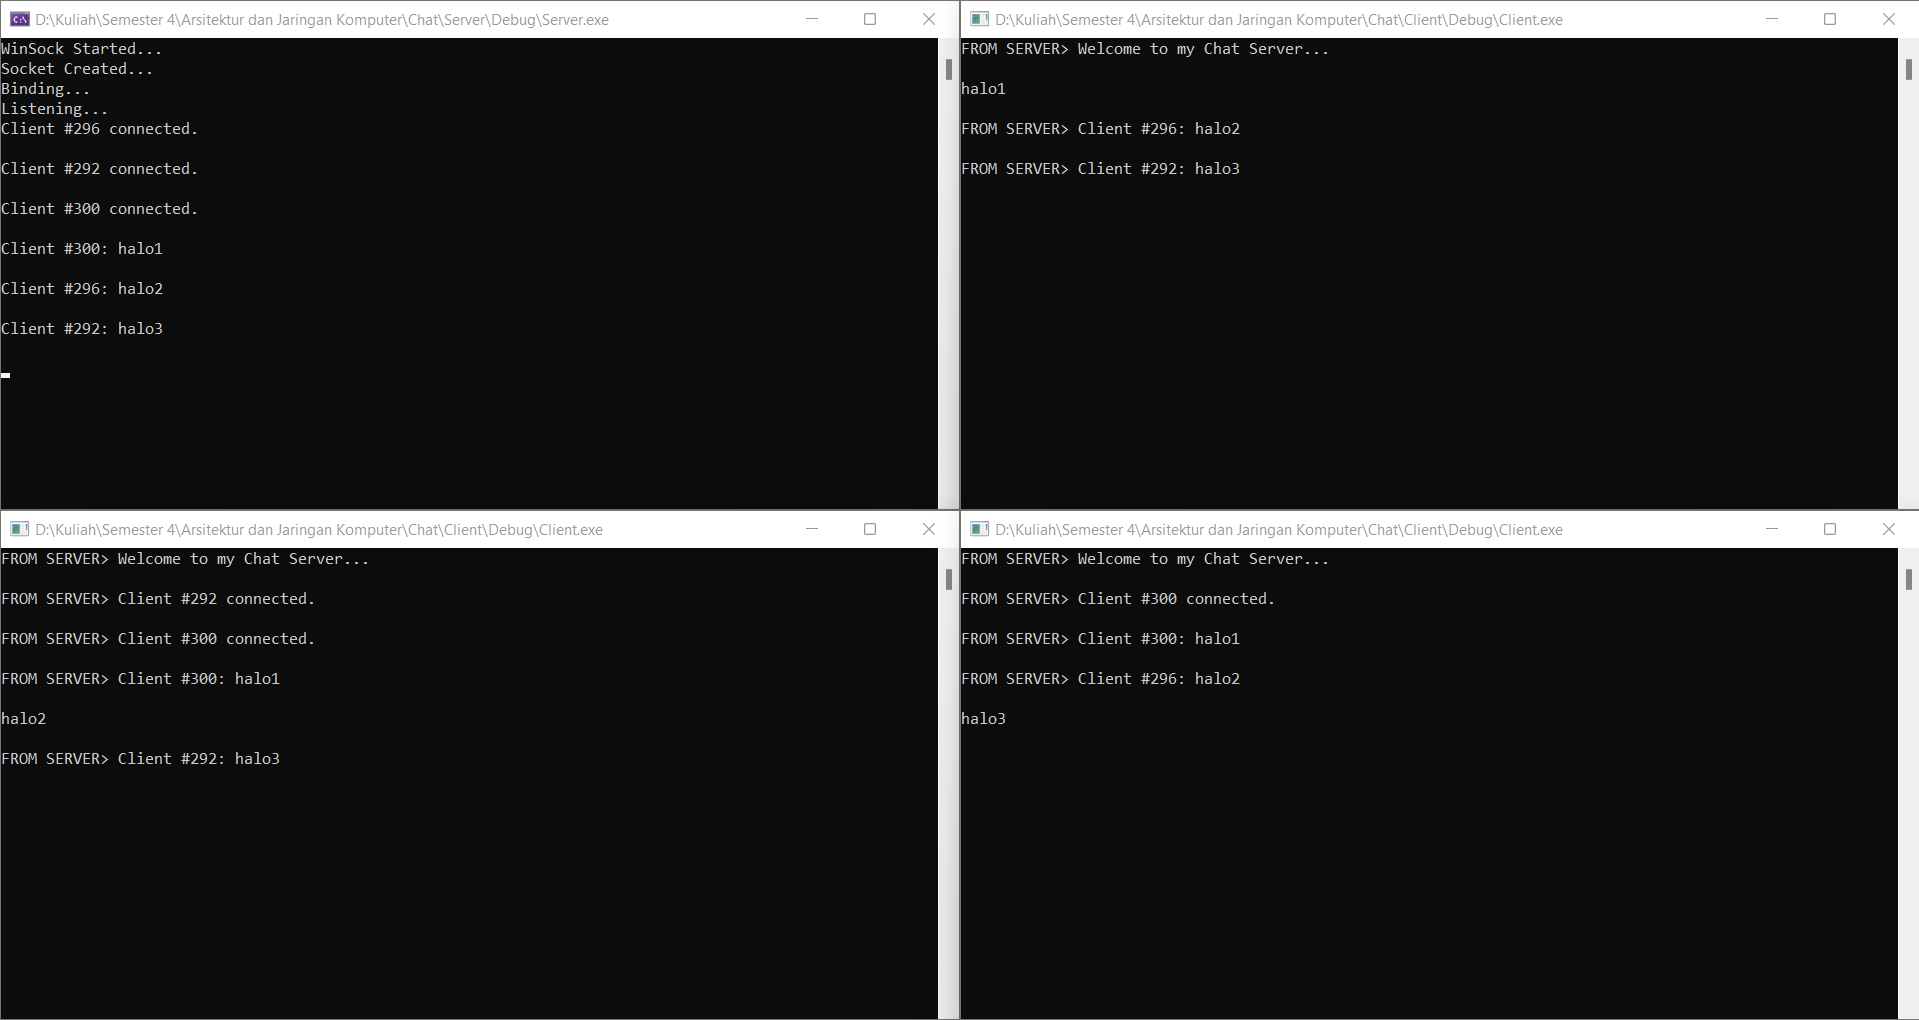 D:\Kuliah\Semester 4\Arsitektur dan Jaringan Komputer\Chat\Server\Debug\Server.exe
WinSock Started...
Socket Created...
Binding...
Listening...
Client #296 connected.
Client #292 connected.
Client #300 connected.
Client #300: halo1
Client #296: halo2
Client #292: halo3
D:\Kuliah\Semester 4\Arsitektur dan Jaringan Komputer\Chat\Client\Debug\Client.exe
FROM SERVER> Welcome to my Chat Server...
halo1
FROM SERVER> Client #296: halo2
FROM SERVER> Client #292: halo3
D:\Kuliah\Semester 4\Arsitektur dan Jaringan Komputer\Chat\Client\Debug\Client.exe
FROM SERVER> Welcome to my Chat Server...
FROM SERVER> Client #292 connected.
FROM SERVER> Client #300 connected.
FROM SERVER> Client #300: halo1
halo2
FROM SERVER> Client #292: halo3
D:\Kuliah\Semester 4\Arsitektur dan Jaringan Komputer\Chat\Client\Debug\Client.exe
FROM SERVER> Welcome to my Chat Server...
FROM SERVER> Client #300 connected.
FROM SERVER> Client #300: halo1
FROM SERVER> Client #296: halo2
halo3